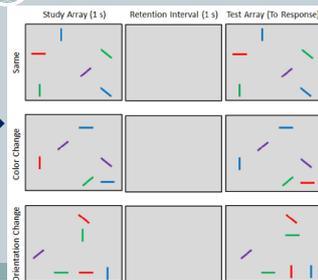 Study Array (1 s) Retention Interval (1 s) Test Array (To Response)
Same
Color Change
Orientation Change